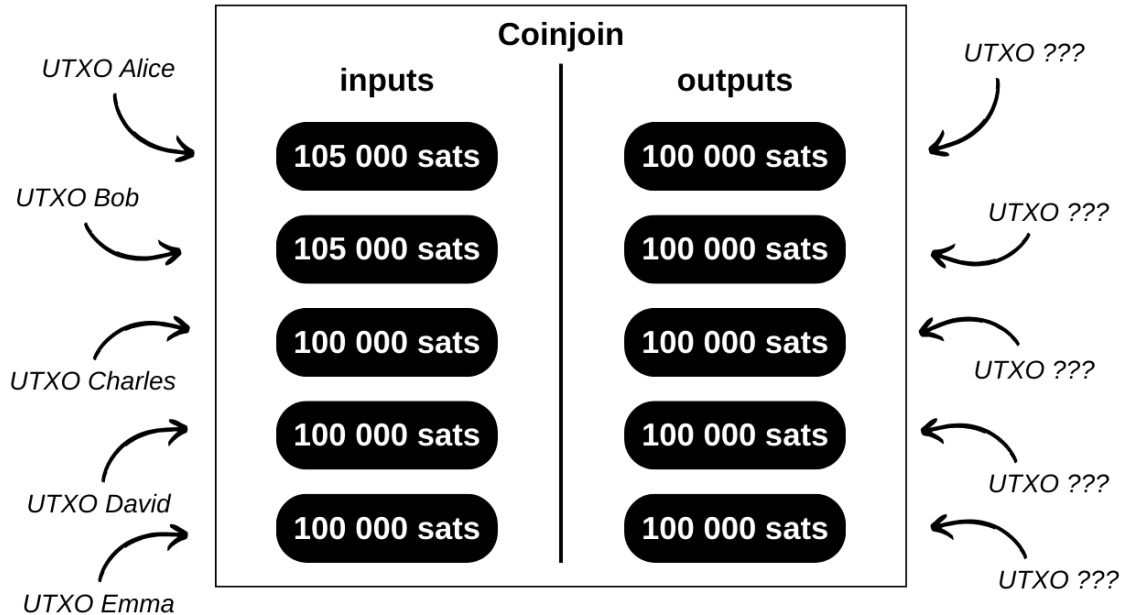 Coinjoin
inputs
outputs
UTXO Alice
105 000 sats
100 000 sats
UTXO ???
UTXO Bob
105 000 sats
100 000 sats
UTXO ???
UTXO Charles
100 000 sats
100 000 sats
UTXO ???
UTXO David
100 000 sats
100 000 sats
UTXO ???
UTXO Emma
100 000 sats
100 000 sats
UTXO ???